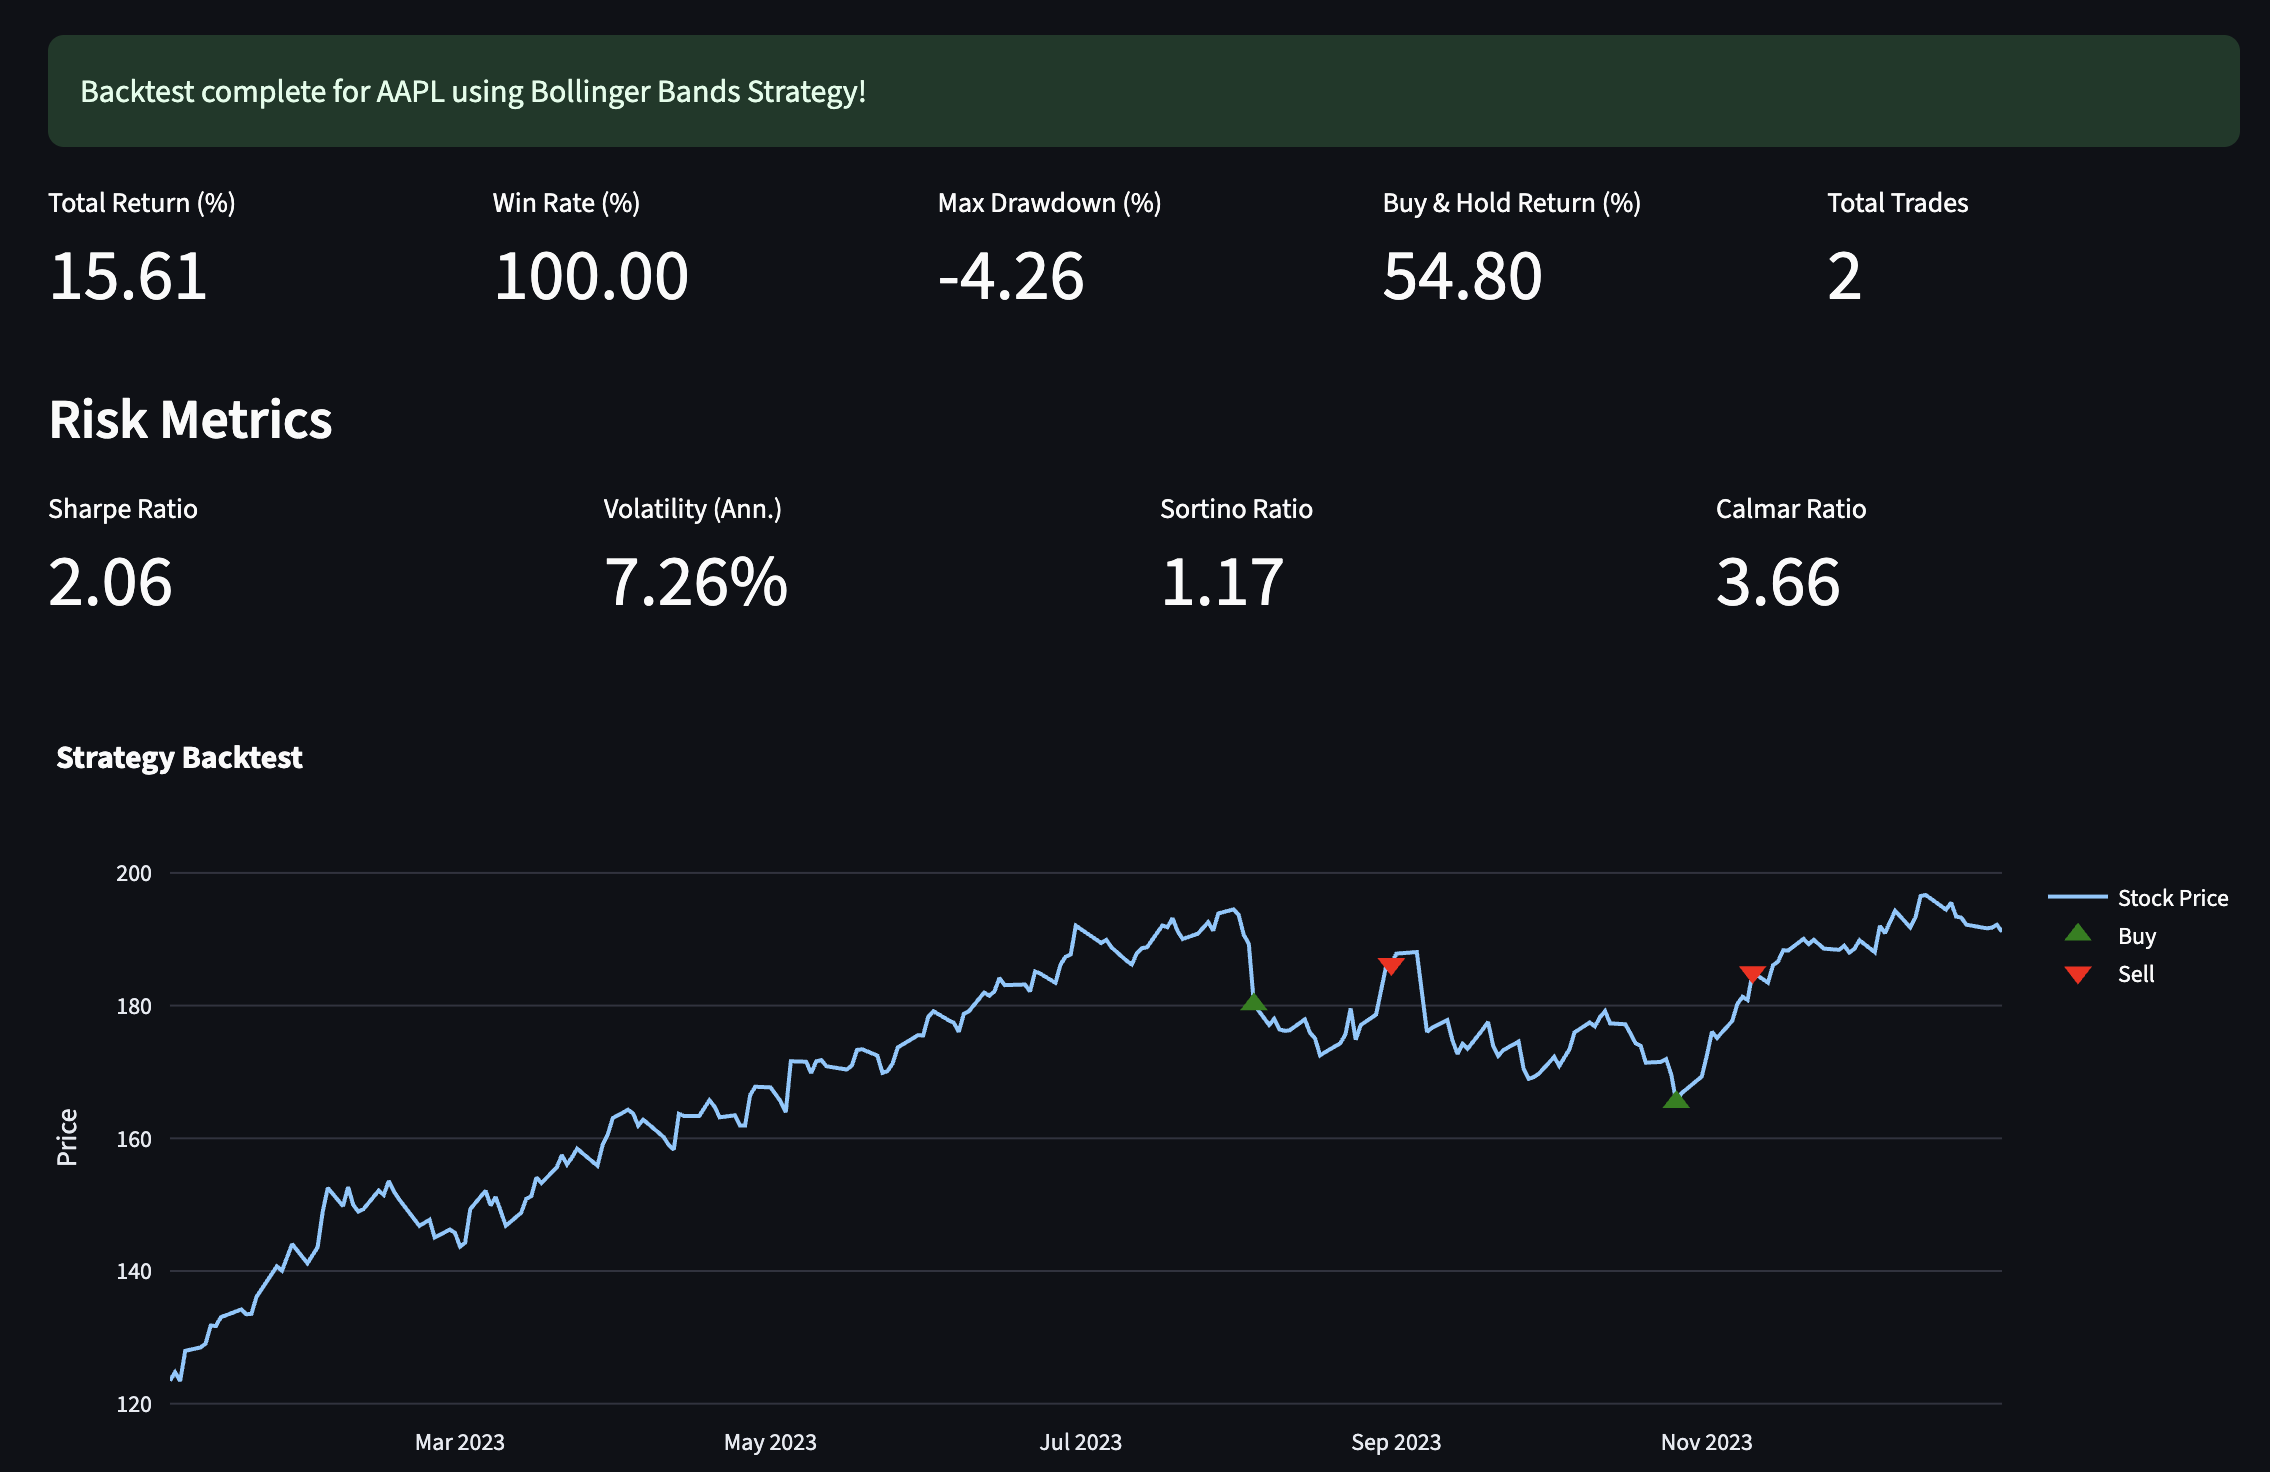 Backtest complete for AAPL using Bollinger Bands Strategy!
Total Return (%)
15.61
Win Rate (%)
100.00
Max Drawdown (%)
-4.26
Buy & Hold Return (%)
54.80
Total Trades
2
Risk Metrics
Sharpe Ratio
2.06
Volatility (Ann.)
7.26%
Sortino Ratio
1.17
Calmar Ratio
3.66
Strategy Backtest
Price
200
180
160
140
120
Mar 2023
May 2023
Jul 2023
Sep 2023
Nov 2023
Stock Price
Buy
Sell